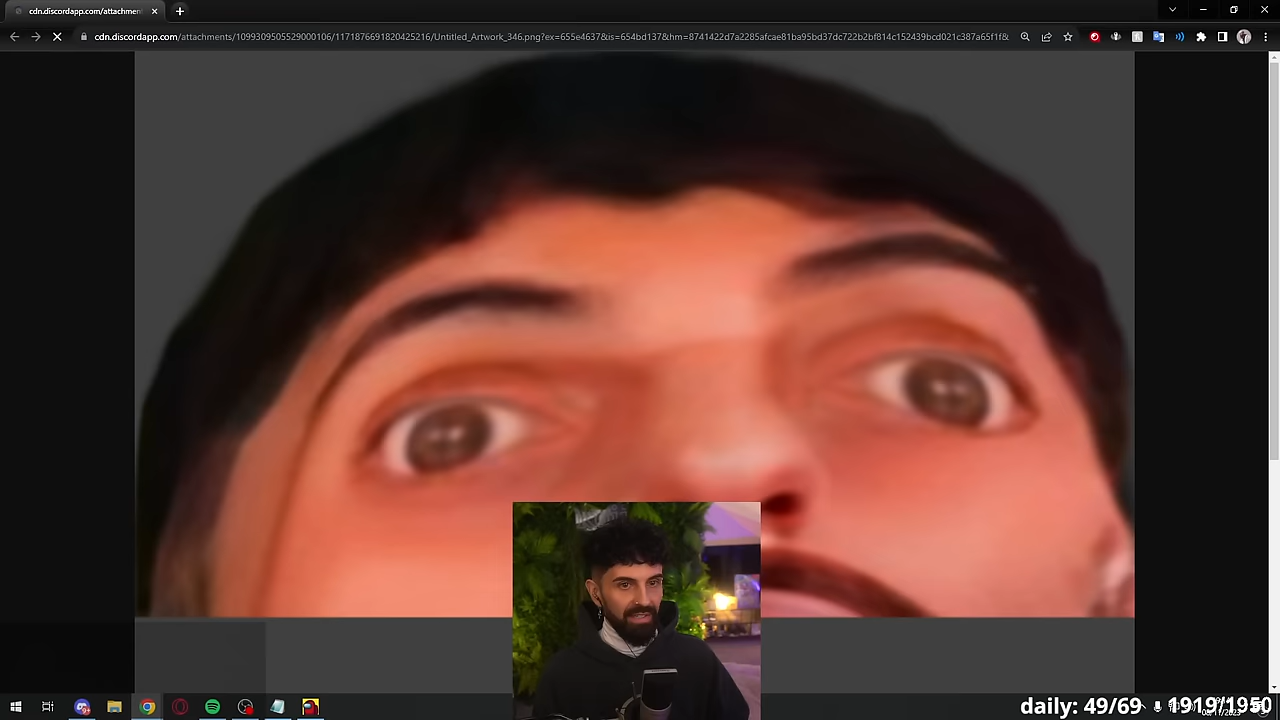 cdn.discordapp.com/attachmen
cdn.discordapp.com/attachments/1099309505529000106/1171876691820425216/Untitled_Artwork_346.png?ex=655e4637&is=654bd137&hm=8741422d7a2285afcae81ba95bd37dc722b2bf814c152439bcd021c387a65f1f&
daily: 49/69 1919/1950